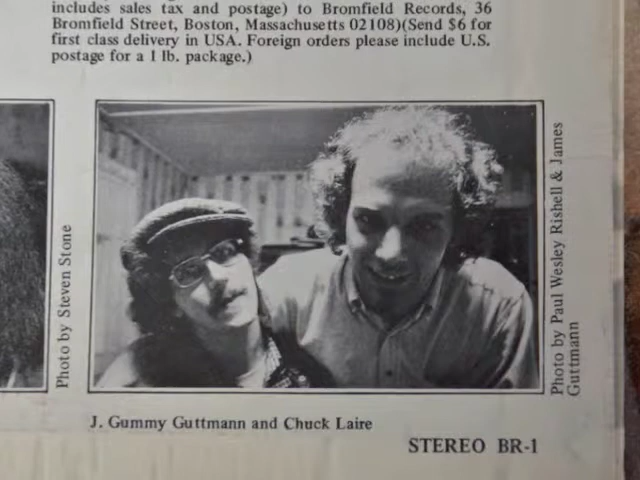 includes sales tax and postage) to Bromfield Records, 36
Bromfield Street, Boston, Massachusetts 02108)(Send $6 for
first class delivery in USA. Foreign orders please include U.S.
postage for a 1 lb. package.)
Photo by Steven Stone
Photo by Paul Wesley Rishell & James
Guttmann
J. Gummy Guttmann and Chuck Laire
STEREO BR-1